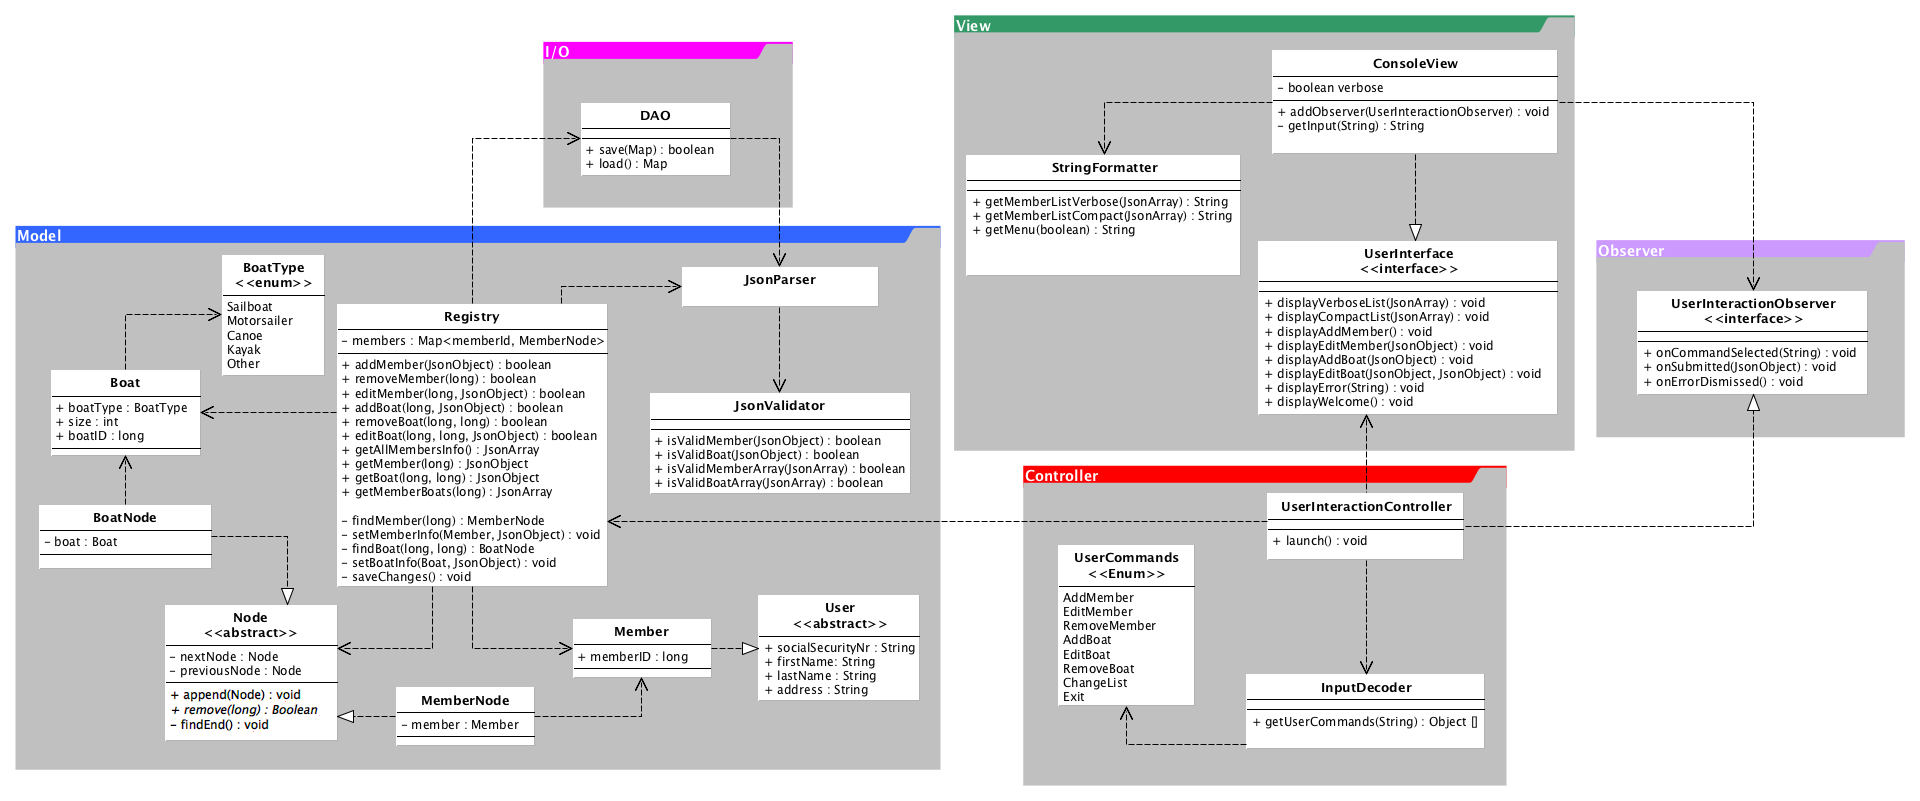 I/O
DAO
+ save(Map) : boolean
+ load() : Map
View
ConsoleView
– boolean verbose
+ addObserver(UserInteractionObserver) : void
– getInput(String) : String
StringFormatter
+ getMemberListVerbose(JsonArray) : String
+ getMemberListCompact(JsonArray) : String
+ getMenu(boolean) : String
UserInterface
<<interface>>
+ displayVerboseList(JsonArray) : void
+ displayCompactList(JsonArray) : void
+ displayAddMember() : void
+ displayEditMember(JsonObject) : void
+ displayAddBoat(JsonObject) : void
+ displayEditBoat(JsonObject, JsonObject) : void
+ displayError(String) : void
+ displayWelcome() : void
Observer
UserInteractionObserver
<<interface>>
+ onCommandSelected(String) : void
+ onSubmitted(JsonObject) : void
+ onErrorDismissed() : void
Model
BoatType
<<enum>>
Sailboat
Motorsailer
Canoe
Kayak
Other
Boat
+ boatType : BoatType
+ size : int
+ boatID : long
BoatNode
– boat : Boat
Registry
– members : Map<memberId, MemberNode>
+ addMember(JsonObject) : boolean
+ removeMember(long) : boolean
+ editMember(long, JsonObject) : boolean
+ addBoat(long, JsonObject) : boolean
+ removeBoat(long, long) : boolean
+ editBoat(long, long, JsonObject) : boolean
+ getAllMembersInfo() : JsonArray
+ getMember(long) : JsonObject
+ getBoat(long, long) : JsonObject
+ getMemberBoats(long) : JsonArray
– findMember(long) : MemberNode
– setMemberInfo(Member, JsonObject) : void
– findBoat(long, long) : BoatNode
– setBoatInfo(Boat, JsonObject) : void
– saveChanges() : void
JsonParser
JsonValidator
+ isValidMember(JsonObject) : boolean
+ isValidBoat(JsonObject) : boolean
+ isValidMemberArray(JsonArray) : boolean
+ isValidBoatArray(JsonArray) : boolean
Node
<<abstract>>
– nextNode : Node
– previousNode : Node
+ append(Node) : void
+ remove(long) : Boolean
– findEnd() : void
MemberNode
– member : Member
Member
+ memberID : long
User
<<abstract>>
+ socialSecurityNr : String
+ firstName: String
+ lastName : String
+ address : String
Controller
UserInteractionController
+ launch() : void
UserCommands
<<Enum>>
AddMember
EditMember
RemoveMember
AddBoat
EditBoat
RemoveBoat
ChangeList
Exit
InputDecoder
+ getUserCommands(String) : Object []